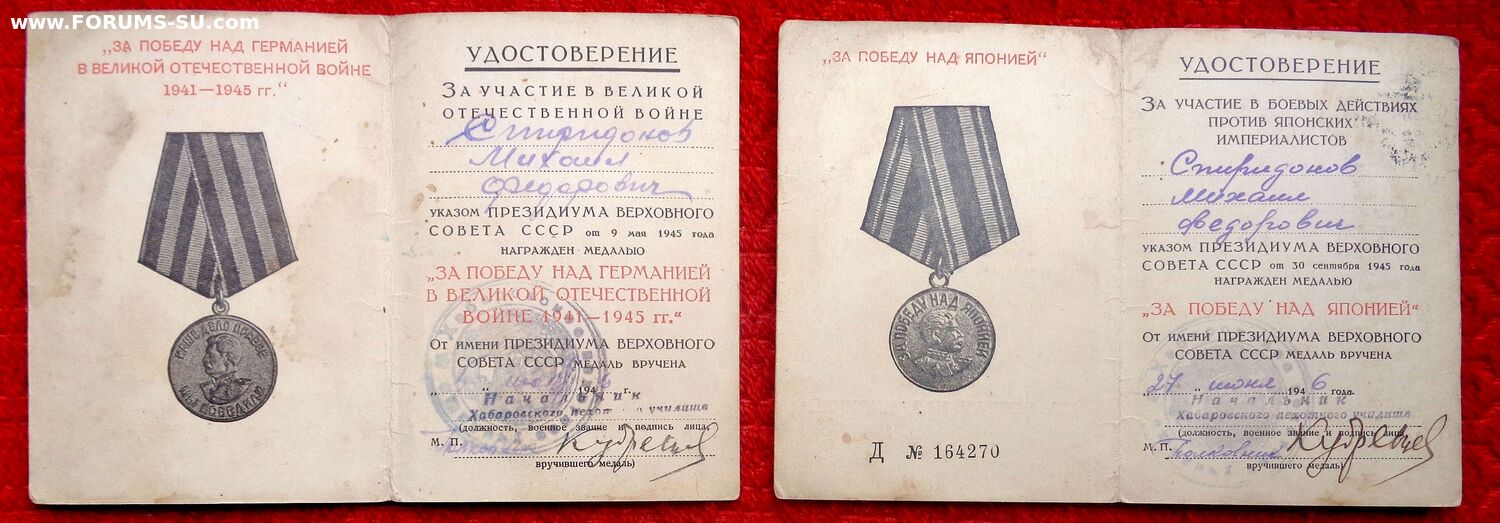 www.FORUMS-SU.com
„ЗА ПОБЕДУ НАД ГЕРМАНИЕЙ
В ВЕЛИКОЙ ОТЕЧЕСТВЕННОЙ ВОЙНЕ
1941—1945 гг.“
НАШЕ ДЕЛО ПРАВОЕ
МЫ ПОБЕДИЛИ
УДОСТОВЕРЕНИЕ
ЗА УЧАСТИЕ В ВЕЛИКОЙ
ОТЕЧЕСТВЕННОЙ ВОЙНЕ
Спиридонов
Михаил
Федорович
УКАЗОМ ПРЕЗИДИУМА ВЕРХОВНОГО
СОВЕТА СССР от 9 мая 1945 года
НАГРАЖДЕН МЕДАЛЬЮ
„ЗА ПОБЕДУ НАД ГЕРМАНИЕЙ
В ВЕЛИКОЙ ОТЕЧЕСТВЕННОЙ
ВОЙНЕ 1941—1945 гг.“
ОТ ИМЕНИ ПРЕЗИДИУМА ВЕРХОВНОГО
СОВЕТА СССР МЕДАЛЬ ВРУЧЕНА
194 г.
Начальник
Хабаровского училища
(должность, военное звание и подпись лица,
М. П. Кубревцев
вручившего медаль)
„ЗА ПОБЕДУ НАД ЯПОНИЕЙ“
ЗА ПОБЕДУ НАД ЯПОНИЕЙ
Д № 164270
УДОСТОВЕРЕНИЕ
ЗА УЧАСТИЕ В БОЕВЫХ ДЕЙСТВИЯХ
ПРОТИВ ЯПОНСКИХ
ИМПЕРИАЛИСТОВ
Спиридонов
Михаил
Федорович
УКАЗОМ ПРЕЗИДИУМА ВЕРХОВНОГО
СОВЕТА СССР от 30 сентября 1945 года
НАГРАЖДЕН МЕДАЛЬЮ
„ЗА ПОБЕДУ НАД ЯПОНИЕЙ“
ОТ ИМЕНИ ПРЕЗИДИУМА ВЕРХОВНОГО
СОВЕТА СССР МЕДАЛЬ ВРУЧЕНА
„27“ июня 1946 года.
Начальник
Хабаровского пехотного училища
(должность, военное звание и подпись лица,
М. П. Полковник Кубревцев
вручившего медаль)